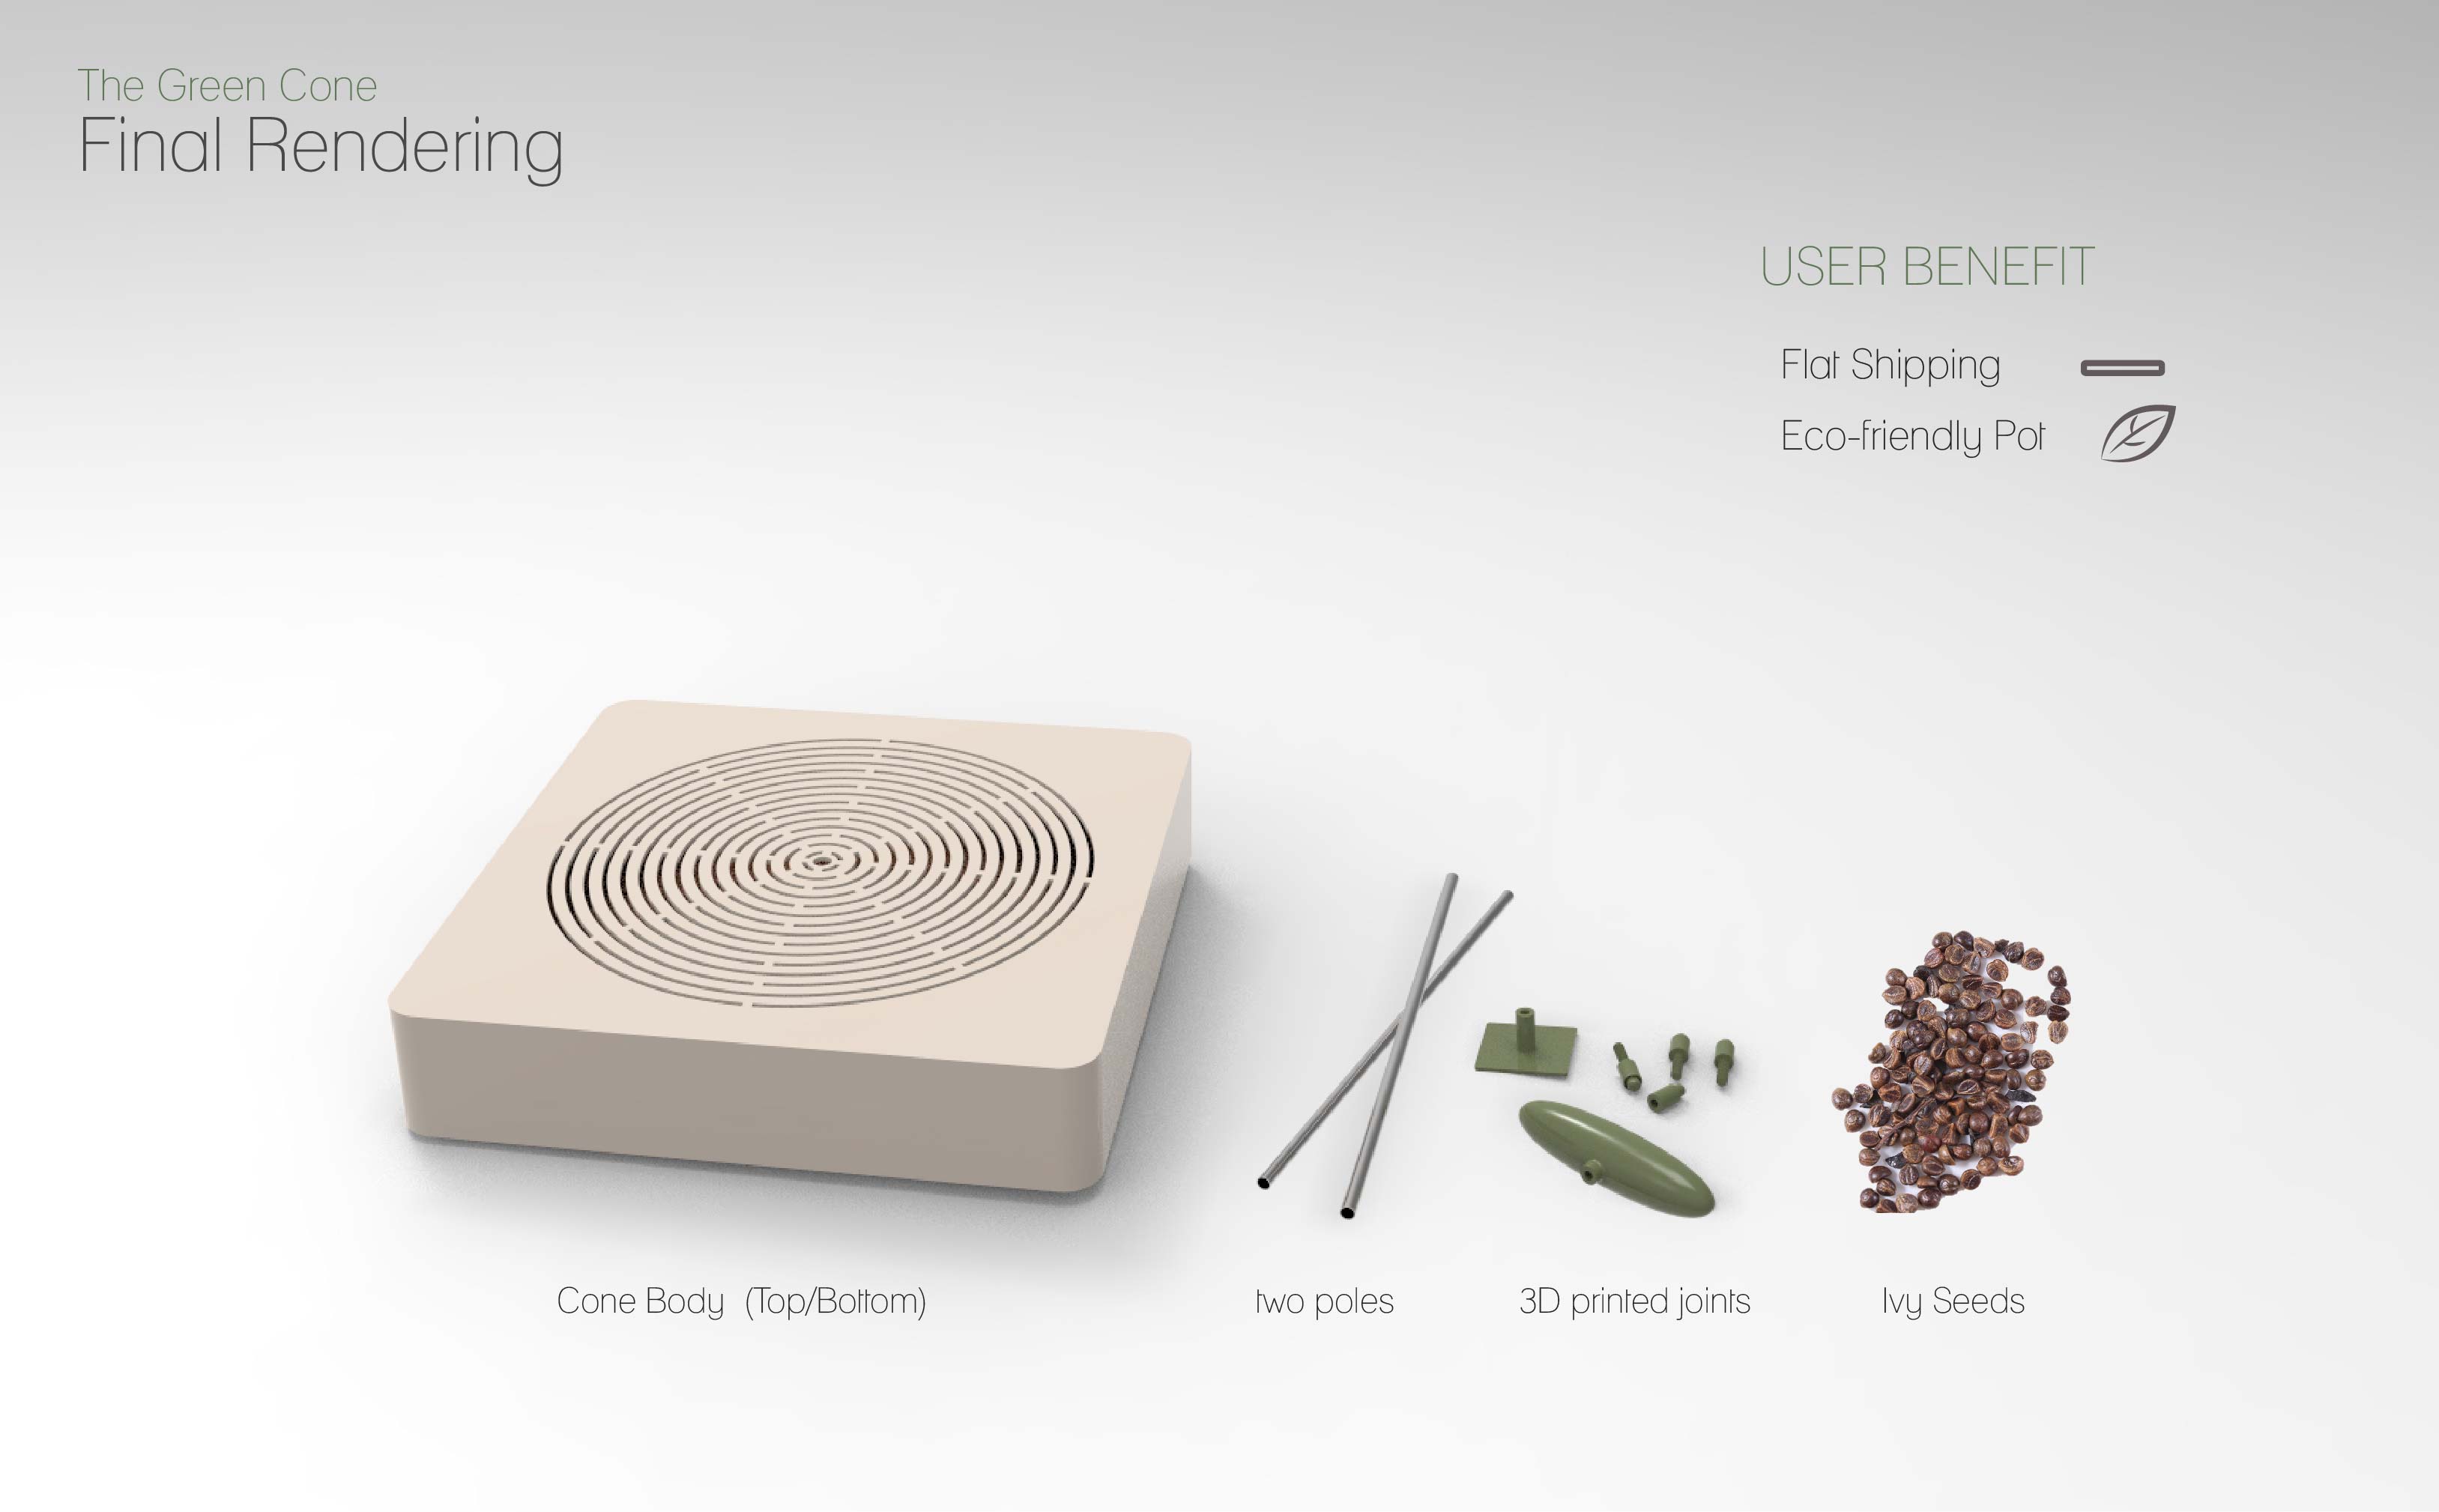 The Green Cone
Final Rendering
USER BENEFIT
Flat Shipping
Eco-friendly Pot
Cone Body (Top/Bottom)
two poles
3D printed joints
Ivy Seeds